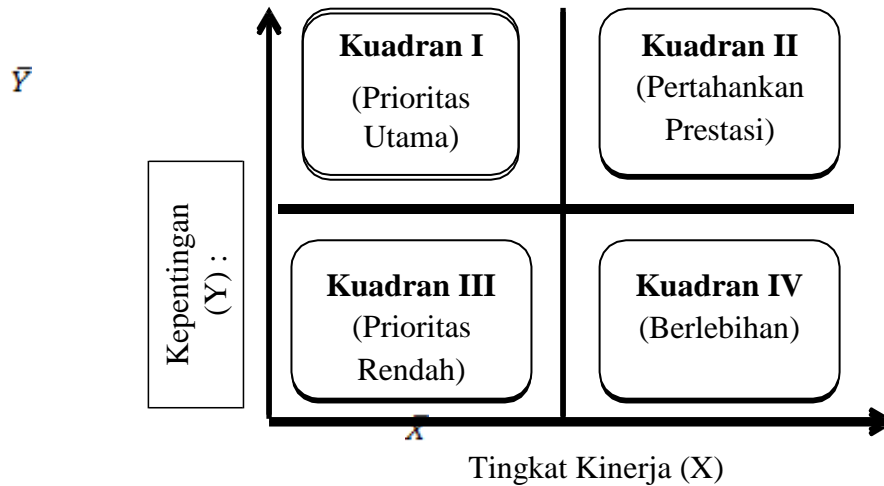 Ȳ
Kuadran I
(Prioritas
Utama)
Kuadran II
(Pertahankan
Prestasi)
Kepentingan
(Y) :
Kuadran III
(Prioritas
Rendah)
Kuadran IV
(Berlebihan)
X̄
Tingkat Kinerja (X)